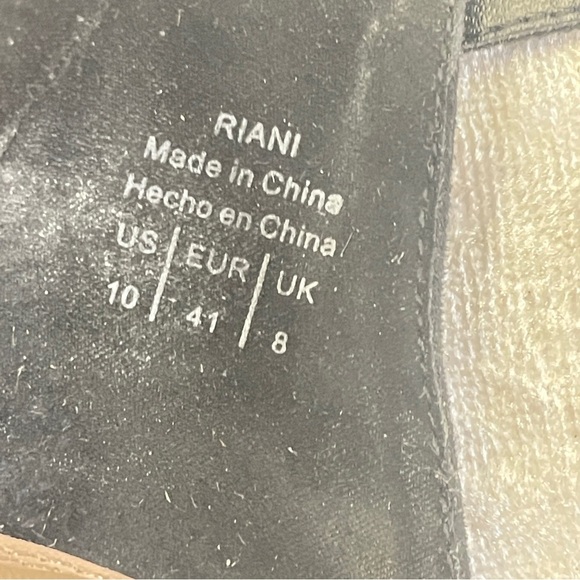 RIANI
Made in China
Hecho en China
US | EUR | UK
10 | 41 | 8